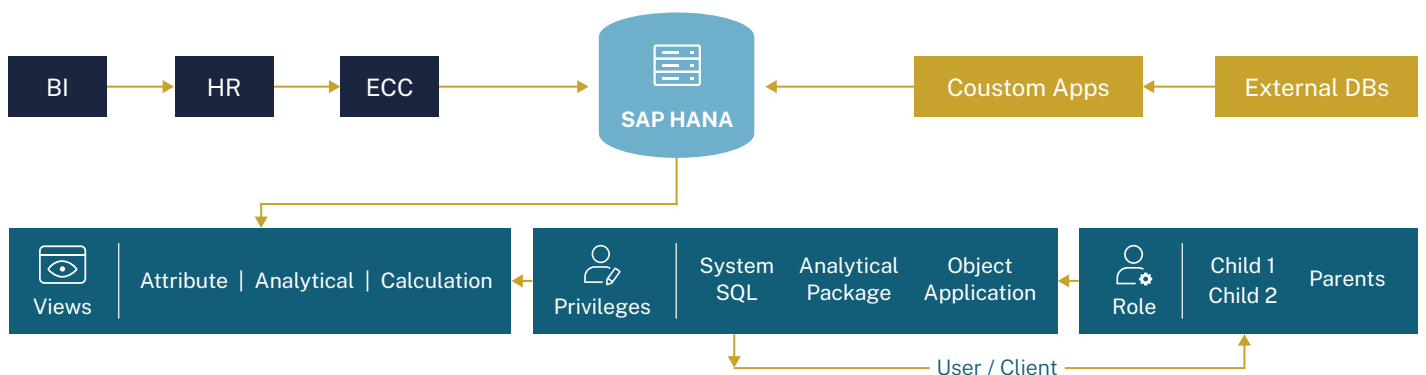 BI
HR
ECC
SAP HANA
Coustom Apps
External DBs
Views
Attribute | Analytical | Calculation
Privileges
System
SQL
Analytical
Package
Object
Application
Role
Child 1
Child 2
Parents
User / Client